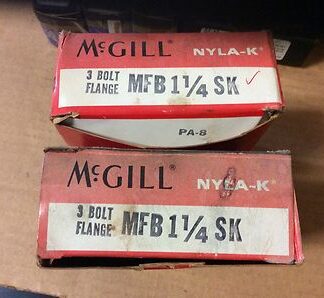 McGILL® NYLA-K®
3 BOLT FLANGE MFB 1 1/4 SK ✓
PA-8
McGILL® NYLA-K®
3 BOLT FLANGE MFB 1 1/4 SK